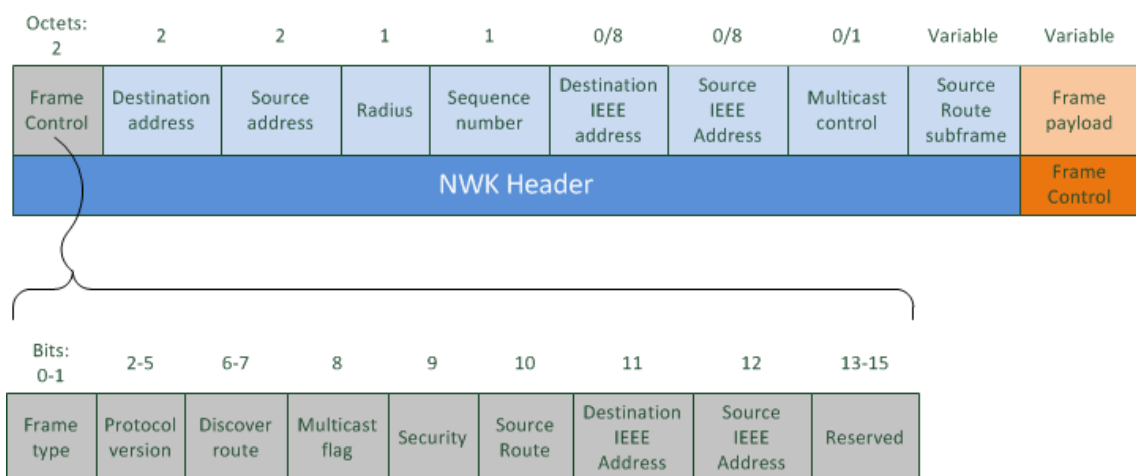 Octets:
2 2 2 1 1 0/8 0/8 0/1 Variable Variable
Frame
Control
Destination
address
Source
address
Radius
Sequence
number
Destination
IEEE
address
Source
IEEE
Address
Multicast
control
Source
Route
subframe
Frame
payload
NWK Header
Frame
Control
Bits:
0-1 2-5 6-7 8 9 10 11 12 13-15
Frame
type
Protocol
version
Discover
route
Multicast
flag
Security
Source
Route
Destination
IEEE
Address
Source
IEEE
Address
Reserved